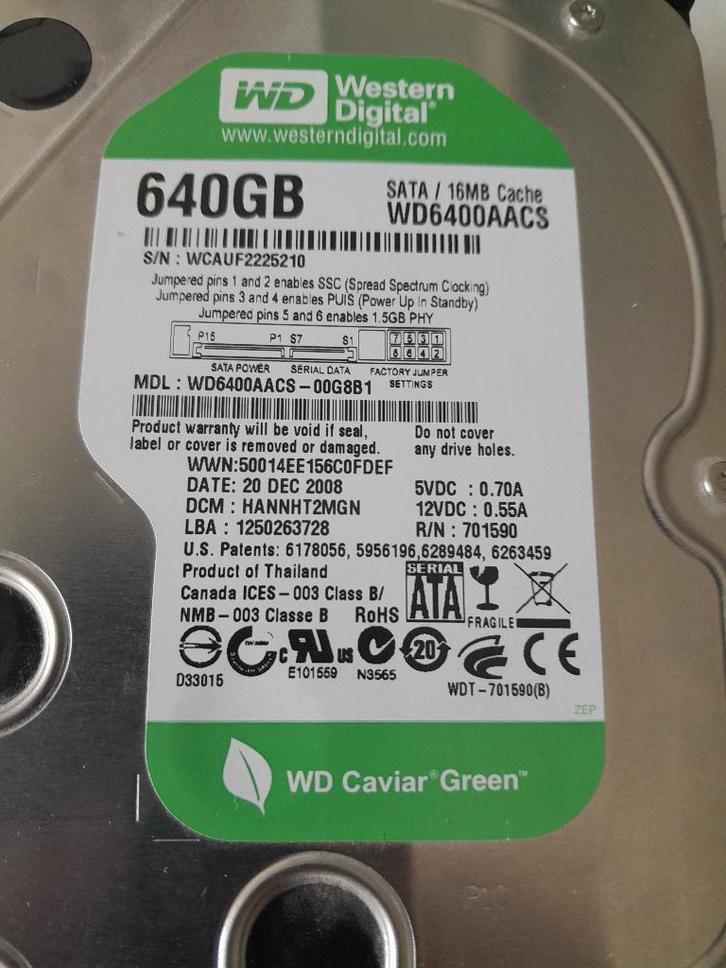 WD Western Digital®
www.westerndigital.com
640GB
SATA / 16MB Cache
WD6400AACS
S/N : WCAUF2225210
Jumpered pins 1 and 2 enables SSC (Spread Spectrum Clocking)
Jumpered pins 3 and 4 enables PUIS (Power Up In Standby)
Jumpered pins 5 and 6 enables 1.5GB PHY
P15 P1 S7 S1 7 5 3 1
8 6 4 2
SATA POWER SERIAL DATA FACTORY JUMPER
SETTINGS
MDL : WD6400AACS-00G8B1
Product warranty will be void if seal,
label or cover is removed or damaged.
Do not cover
any drive holes.
WWN:50014EE156C0FDEF
DATE: 20 DEC 2008
DCM : HANNHT2MGN
LBA : 1250263728
5VDC : 0.70A
12VDC : 0.55A
R/N : 701590
U.S. Patents: 6178056, 5956196,6289484, 6263459
Product of Thailand
Canada ICES-003 Class B/
NMB-003 Classe B RoHS
SERIAL
ATA
FRAGILE
c RU us 20 CE
D33015 E101559 N3565
WDT-701590(B)
ZEP
WD Caviar® Green™
P10